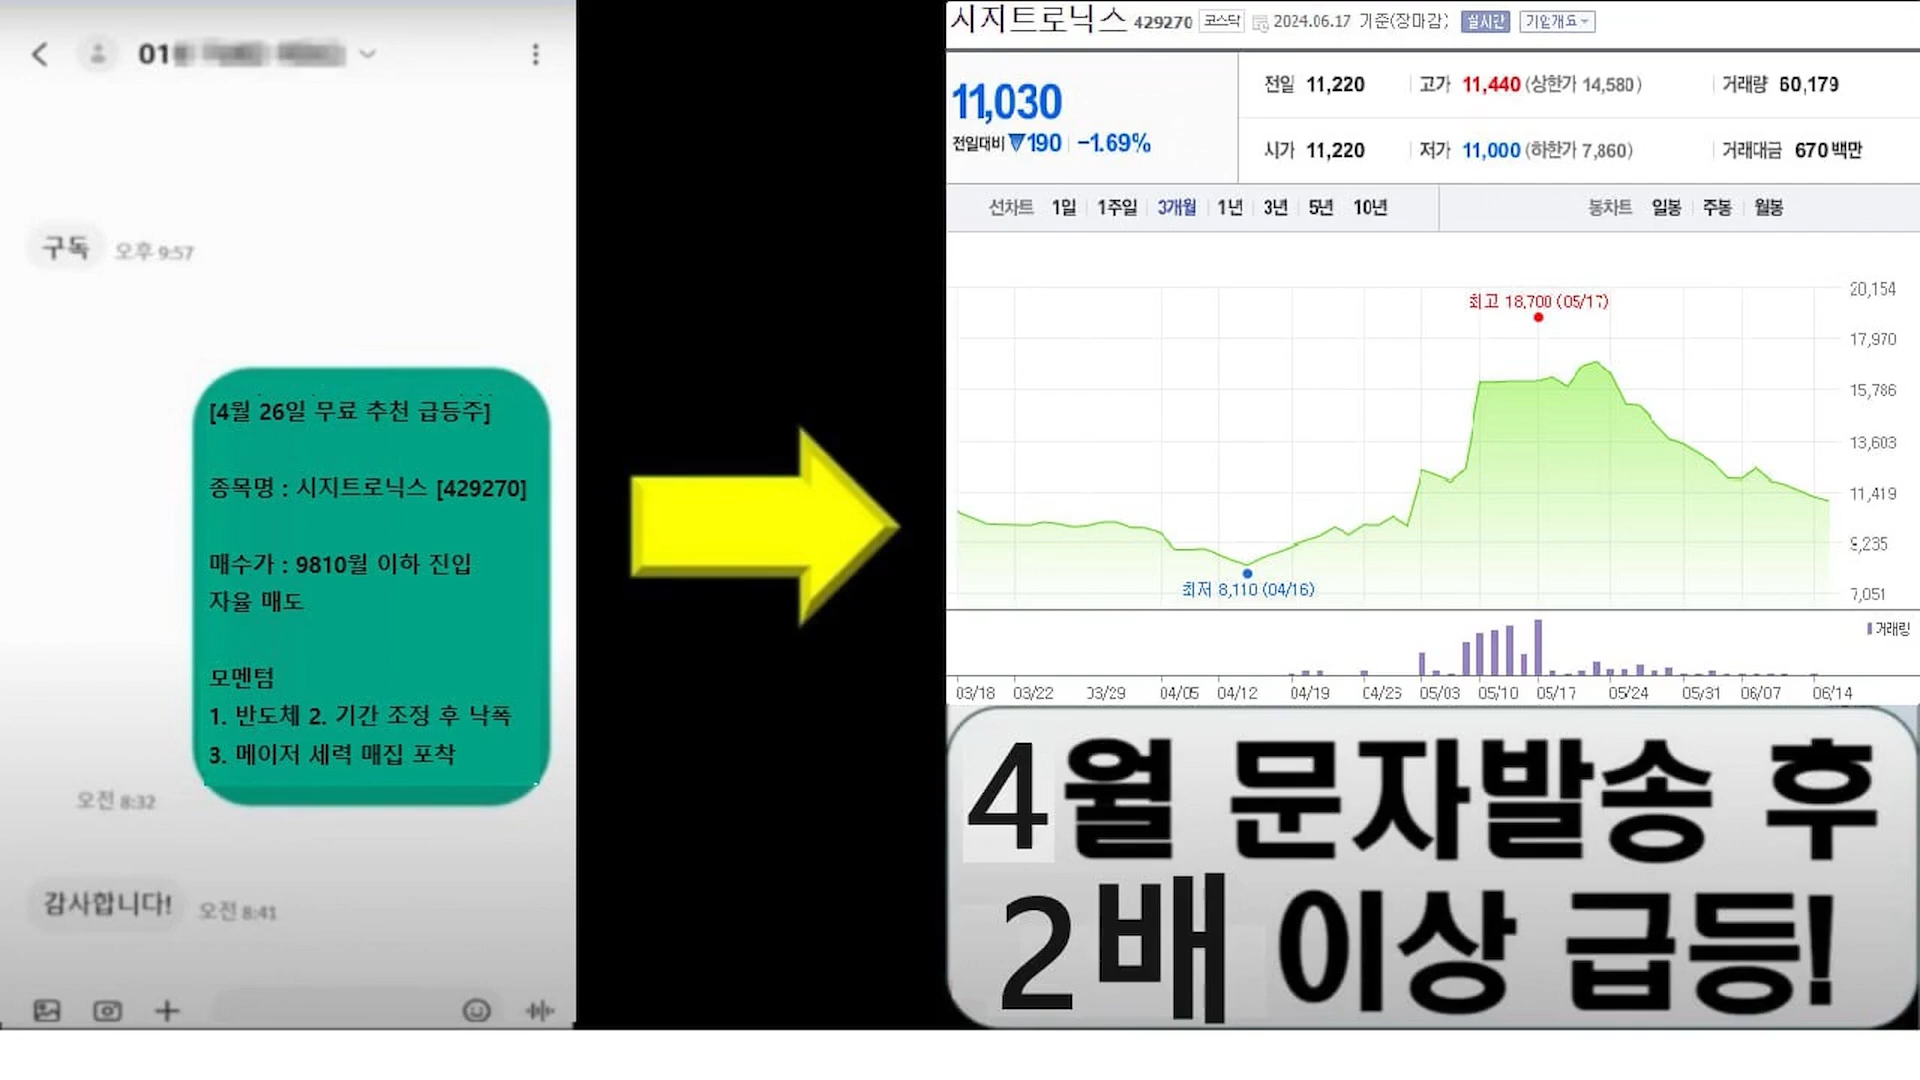 01
구독 오후 9:57
[4월 26일 무료 추천 급등주]
종목명 : 시지트로닉스 [429270]
매수가 : 9810월 이하 진입
자율 매도
모멘텀
1. 반도체 2. 기간 조정 후 낙폭
3. 메이저 세력 매집 포착
오전 8:32
감사합니다! 오전 8:41
시지트로닉스 429270 코스닥 2024.06.17 기준(장마감) 실시간 기업개요
11,030
전일대비 ▼190 -1.69%
전일 11,220 고가 11,440 (상한가 14,580) 거래량 60,179
시가 11,220 저가 11,000 (하한가 7,860) 거래대금 670 백만
선차트 1일 1주일 3개월 1년 3년 5년 10년 봉차트 일봉 주봉 월봉
최고 18,700 (05/17)
20,154
17,970
15,786
13,603
11,419
9,235
7,051
최저 8,110 (04/16)
거래량
03/18 03/22 03/29 04/05 04/12 04/19 04/26 05/03 05/10 05/17 05/24 05/31 06/07 06/14
4월 문자발송 후
2배 이상 급등!